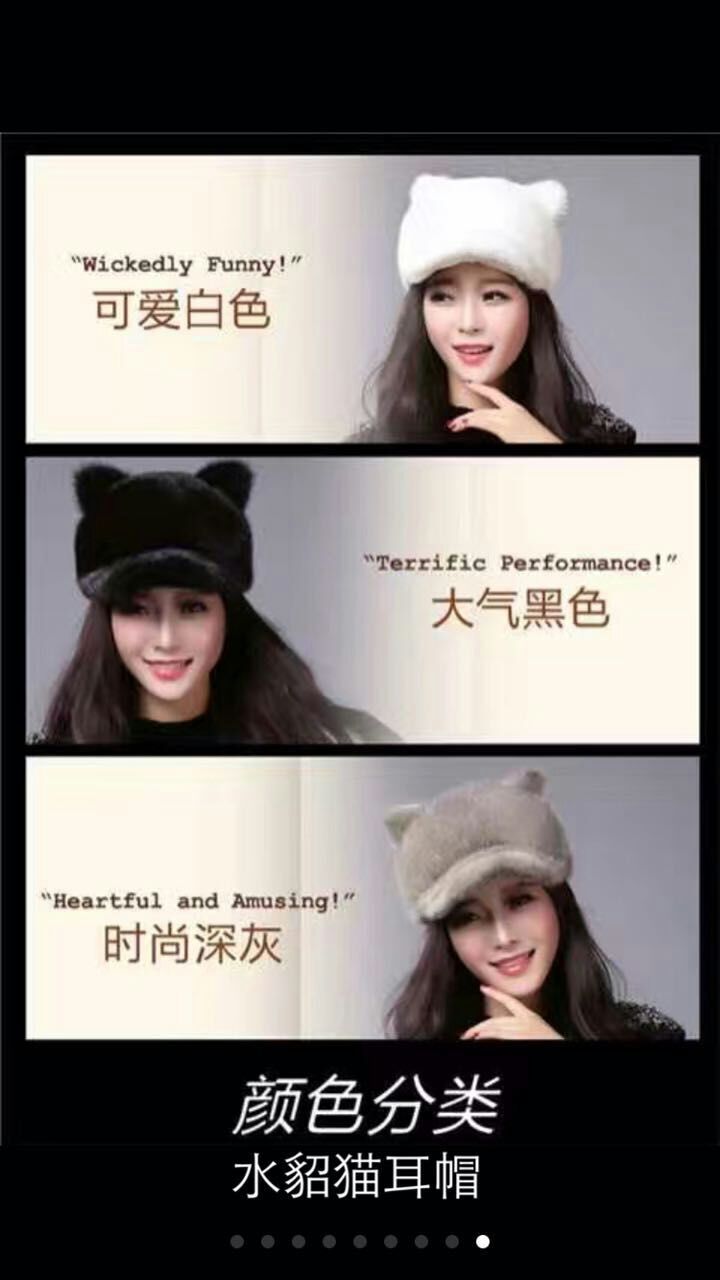 “Wickedly Funny!”
可爱白色
“Terrific Performance!”
大气黑色
“Heartful and Amusing!”
时尚深灰
颜色分类
水貂猫耳帽